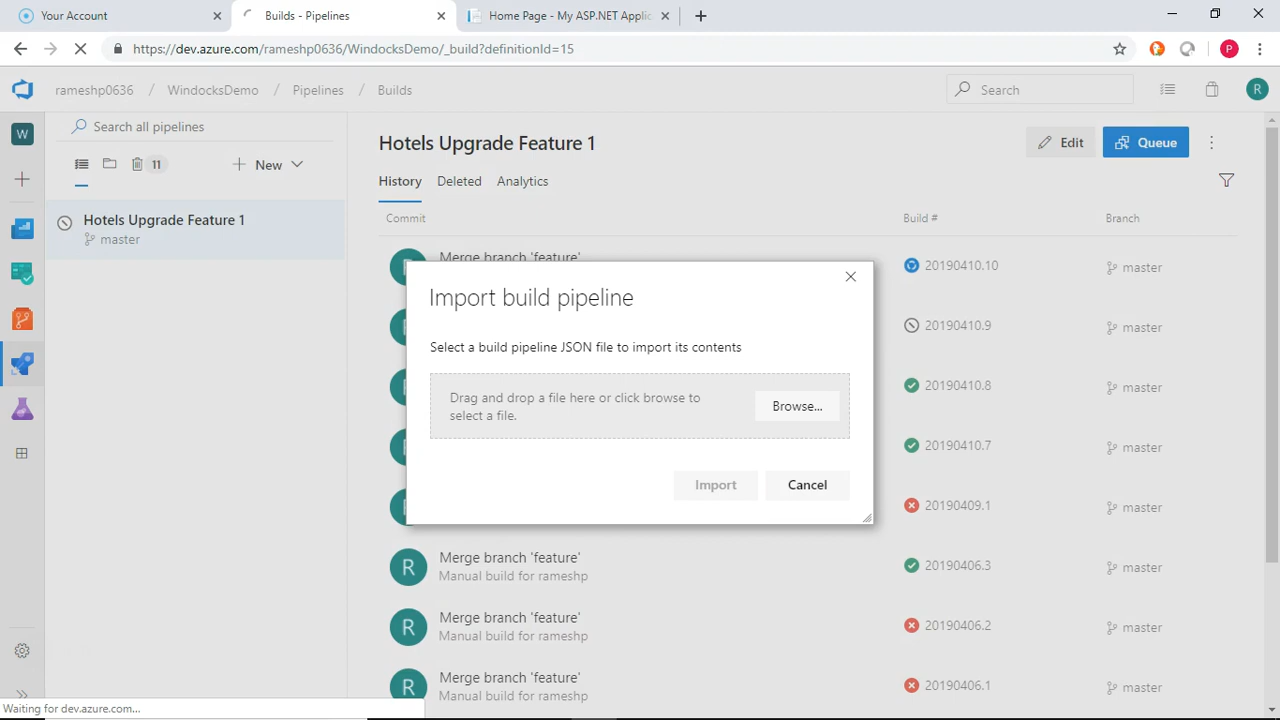 Your Account
Builds - Pipelines
Home Page - My ASP.NET Applic
https://dev.azure.com/rameshp0636/WindocksDemo/_build?definitionId=15
P
rameshp0636 / WindocksDemo / Pipelines / Builds
Search
R
W
Search all pipelines
11
New
Hotels Upgrade Feature 1
master
Hotels Upgrade Feature 1
Edit
Queue
History
Deleted
Analytics
Commit
Build #
Branch
Merge branch 'feature'
20190410.10
master
20190410.9
master
20190410.8
master
20190410.7
master
20190409.1
master
Import build pipeline
Select a build pipeline JSON file to import its contents
Drag and drop a file here or click browse to
select a file.
Browse...
Import
Cancel
R
Merge branch 'feature'
Manual build for rameshp
20190406.3
master
R
Merge branch 'feature'
Manual build for rameshp
20190406.2
master
R
Merge branch 'feature'
Manual build for rameshp
20190406.1
master
Waiting for dev.azure.com...